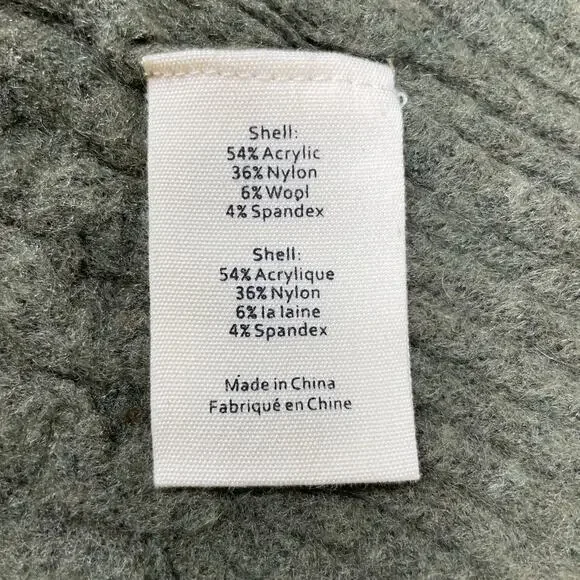 Shell:
54% Acrylic
36% Nylon
6% Wool
4% Spandex
Shell:
54% Acrylique
36% Nylon
6% la laine
4% Spandex
Made in China
Fabriqué en Chine